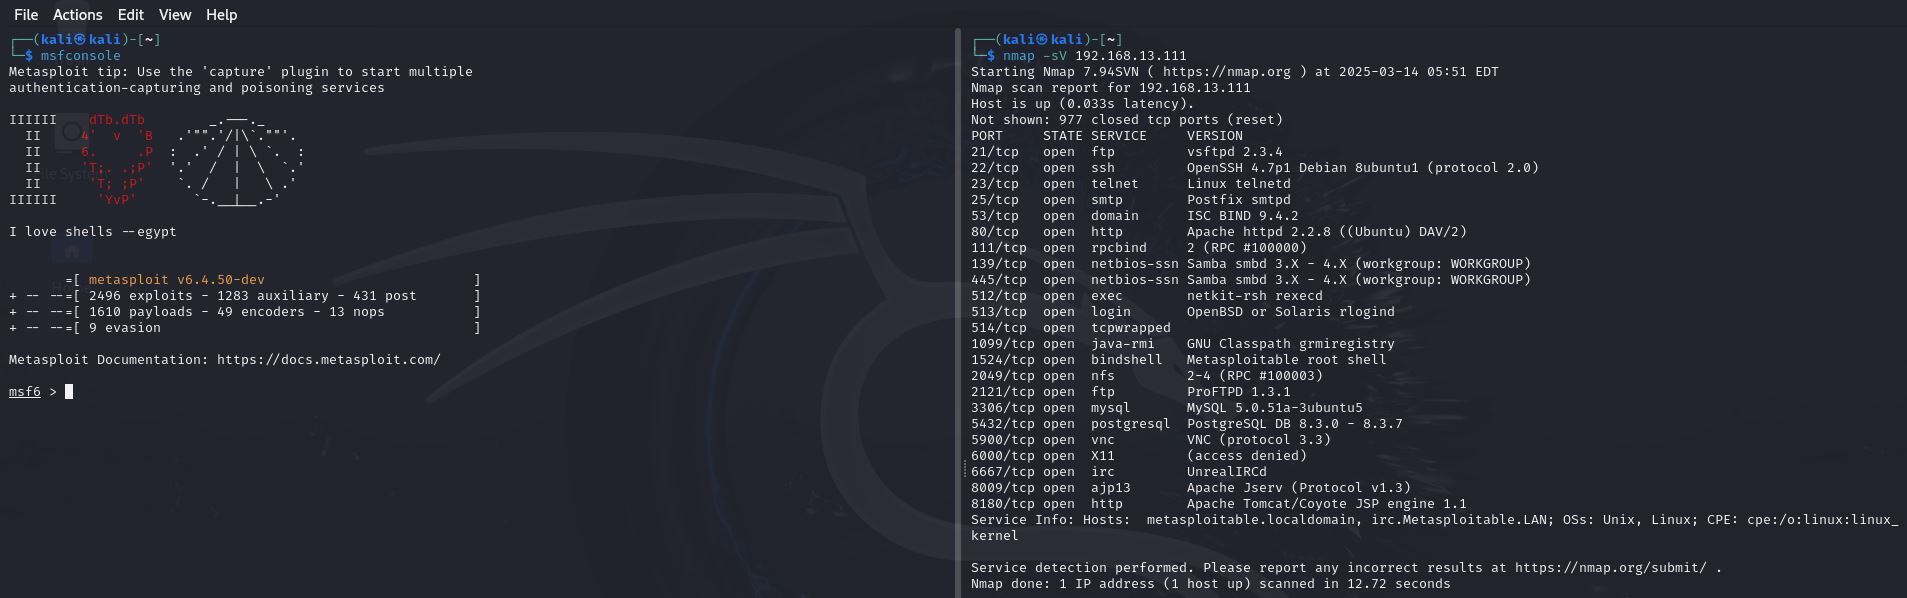 File Actions Edit View Help
┌──(kali㉿kali)-[~]
└─$ msfconsole
Metasploit tip: Use the 'capture' plugin to start multiple
authentication-capturing and poisoning services
IIIIII    dTb.dTb        _.---._
  II     4'  v  'B   .'"".'/|\`.""'.
  II     6.     .P  :  .' / | \ `.  :
  II     'T;. .;P'  '.'  /  |  \  `.'
  II      'T; ;P'    `. /   |   \ .'
IIIIII     'YvP'       `-.__|__.-'
I love shells --egypt
       =[ metasploit v6.4.50-dev                          ]
+ -- --=[ 2496 exploits - 1283 auxiliary - 431 post       ]
+ -- --=[ 1610 payloads - 49 encoders - 13 nops           ]
+ -- --=[ 9 evasion                                       ]
Metasploit Documentation: https://docs.metasploit.com/
msf6 >
┌──(kali㉿kali)-[~]
└─$ nmap -sV 192.168.13.111
Starting Nmap 7.94SVN ( https://nmap.org ) at 2025-03-14 05:51 EDT
Nmap scan report for 192.168.13.111
Host is up (0.033s latency).
Not shown: 977 closed tcp ports (reset)
PORT     STATE SERVICE     VERSION
21/tcp   open  ftp         vsftpd 2.3.4
22/tcp   open  ssh         OpenSSH 4.7p1 Debian 8ubuntu1 (protocol 2.0)
23/tcp   open  telnet      Linux telnetd
25/tcp   open  smtp        Postfix smtpd
53/tcp   open  domain      ISC BIND 9.4.2
80/tcp   open  http        Apache httpd 2.2.8 ((Ubuntu) DAV/2)
111/tcp  open  rpcbind     2 (RPC #100000)
139/tcp  open  netbios-ssn Samba smbd 3.X - 4.X (workgroup: WORKGROUP)
445/tcp  open  netbios-ssn Samba smbd 3.X - 4.X (workgroup: WORKGROUP)
512/tcp  open  exec        netkit-rsh rexecd
513/tcp  open  login       OpenBSD or Solaris rlogind
514/tcp  open  tcpwrapped
1099/tcp open  java-rmi    GNU Classpath grmiregistry
1524/tcp open  bindshell   Metasploitable root shell
2049/tcp open  nfs         2-4 (RPC #100003)
2121/tcp open  ftp         ProFTPD 1.3.1
3306/tcp open  mysql       MySQL 5.0.51a-3ubuntu5
5432/tcp open  postgresql  PostgreSQL DB 8.3.0 - 8.3.7
5900/tcp open  vnc         VNC (protocol 3.3)
6000/tcp open  X11         (access denied)
6667/tcp open  irc         UnrealIRCd
8009/tcp open  ajp13       Apache Jserv (Protocol v1.3)
8180/tcp open  http        Apache Tomcat/Coyote JSP engine 1.1
Service Info: Hosts:  metasploitable.localdomain, irc.Metasploitable.LAN; OSs: Unix, Linux; CPE: cpe:/o:linux:linux_
kernel
Service detection performed. Please report any incorrect results at https://nmap.org/submit/ .
Nmap done: 1 IP address (1 host up) scanned in 12.72 seconds